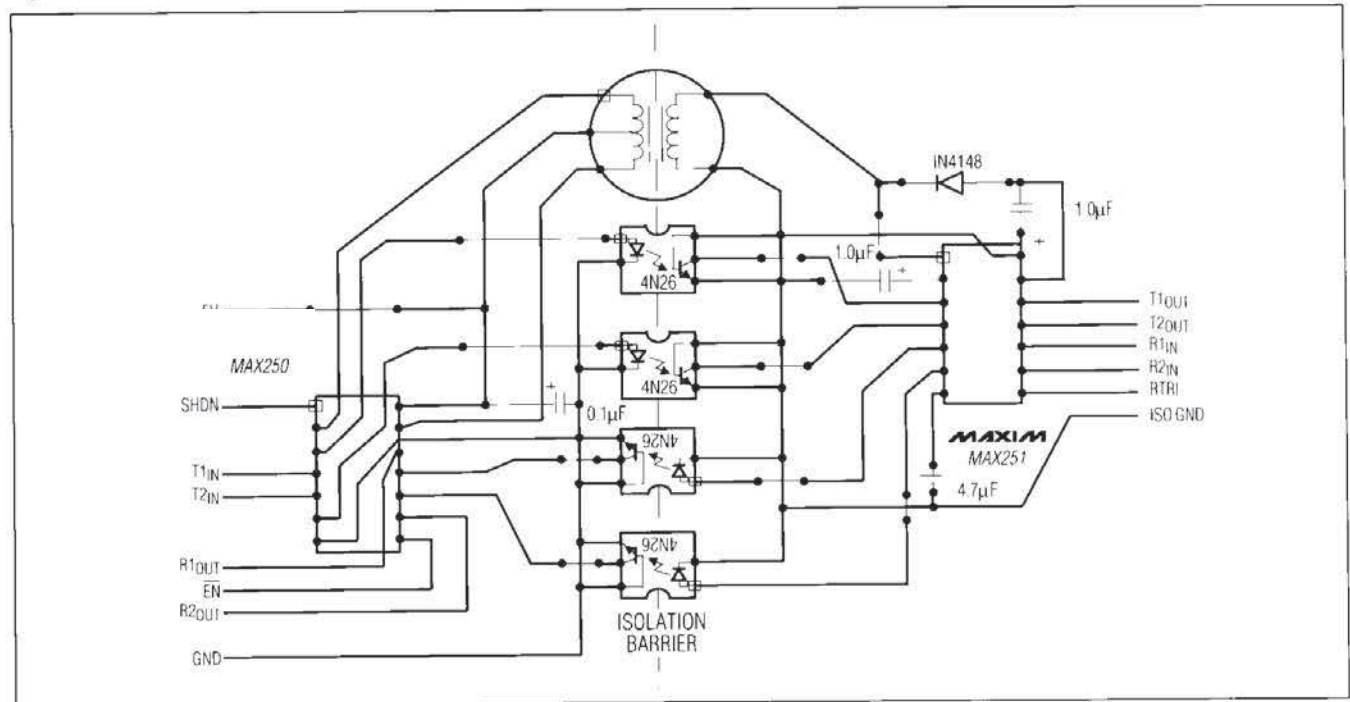 IN4148
1.0µF
1.0µF
+
+
4N26
T1OUT
T2OUT
R1IN
R2IN
RTRI
ISO GND
MAX250
4N26
SHDN
+
0.1µF
4N26
MAXIM
MAX251
4.7µF
T1IN
T2IN
4N26
R1OUT
EN
R2OUT
GND
ISOLATION
BARRIER